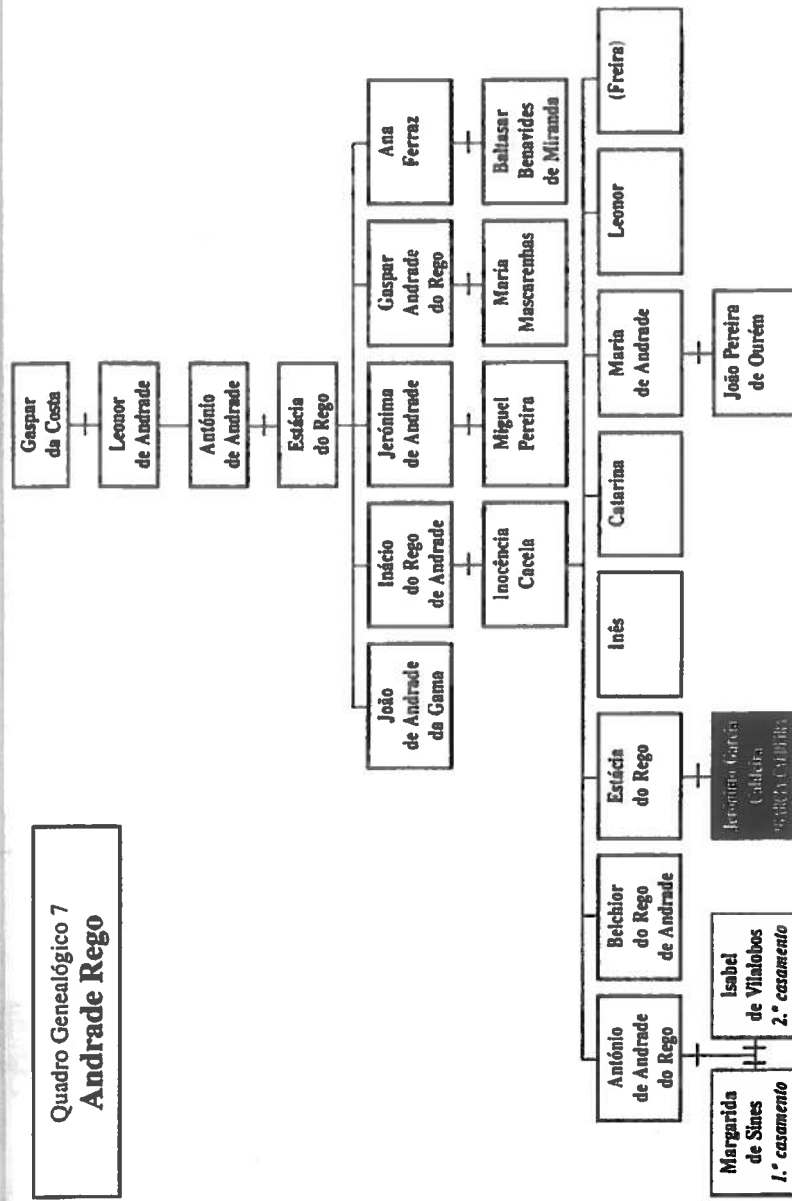 Quadro Genealógico 7
Andrade Rego
Gaspar
da Costa
Leonor
de Andrade
António
de Andrade
Estácia
do Rego
João
de Andrade
da Gama
Inácio
do Rego
de Andrade
Jerónima
de Andrade
Gaspar
Andrade
do Rego
Ana
Ferraz
Inocência
Cacela
Miguel
Pereira
Maria
Mascarenhas
Baltasar
Benavides
de Miranda
António
de Andrade
do Rego
Belchior
do Rego
de Andrade
Estácia
do Rego
Inês
Catarina
Maria
de Andrade
Leonor
(Freira)
Margarida
de Sines
1.º casamento
Isabel
de Vilalobos
2.º casamento
Jerónimo Garcia
Caldeira
João Pereira
de Ourém